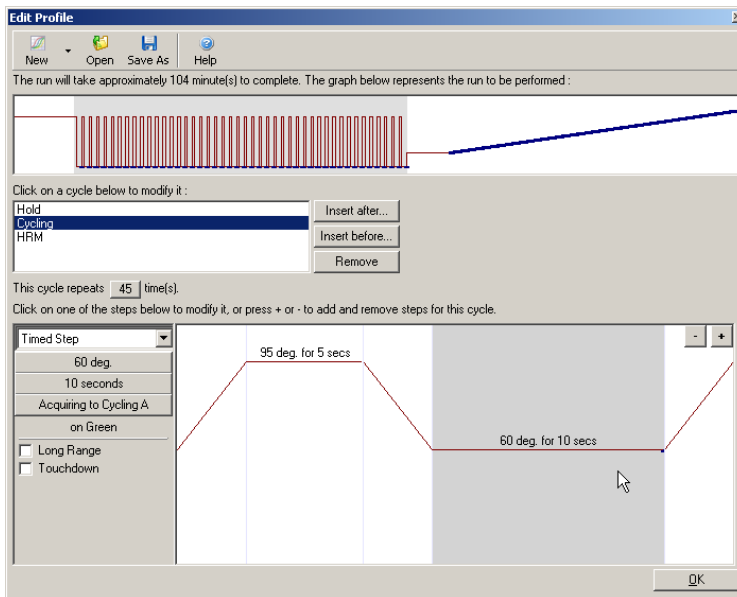 Edit Profile
New Open Save As Help
The run will take approximately 104 minute(s) to complete. The graph below represents the run to be performed :
Click on a cycle below to modify it :
Hold
Cycling
HRM
Insert after...
Insert before...
Remove
This cycle repeats 45 time(s).
Click on one of the steps below to modify it, or press + or - to add and remove steps for this cycle.
Timed Step
- +
95 deg. for 5 secs
60 deg.
10 seconds
Acquiring to Cycling A
on Green
60 deg. for 10 secs
Long Range
Touchdown
OK